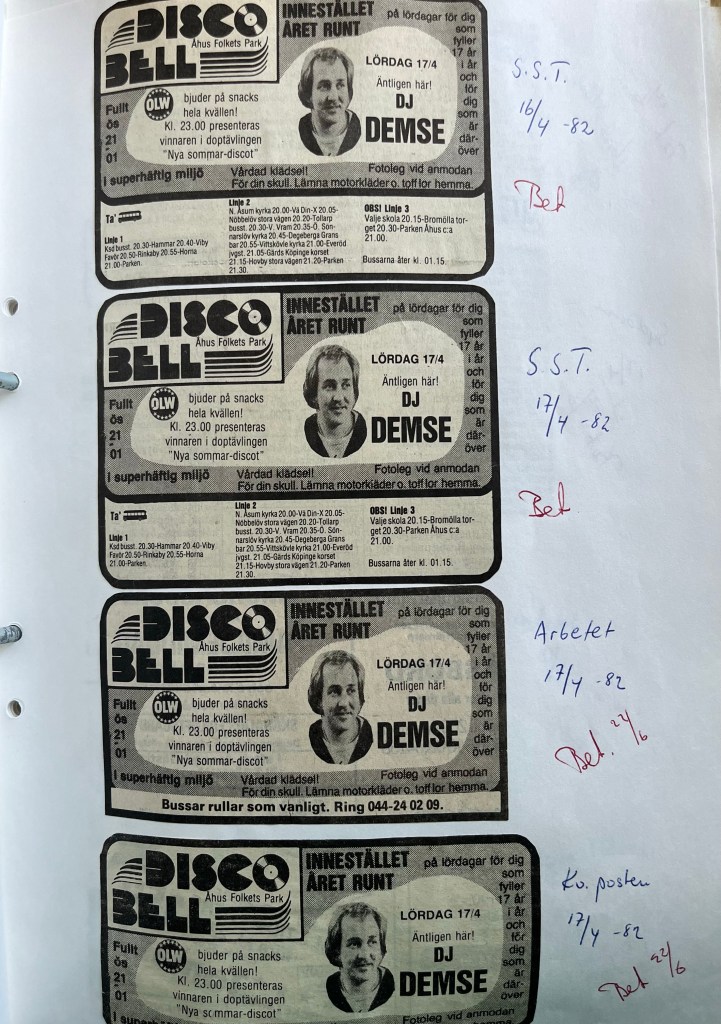 DISCO
BELL
Åhus Folkets Park
INNESTÄLLET
ÅRET RUNT
på lördagar för dig
som
fyller
17 år
i år
och
för
dig
som
är
där-
över
LÖRDAG 17/4
Äntligen här!
DJ
DEMSE
Fullt
ös
21
-
01
OLW
bjuder på snacks
hela kvällen!
Kl. 23.00 presenteras
vinnaren i doptävlingen
"Nya sommar-discot"
I superhäftig miljö
Vårdad klädsel!
Fotoleg vid anmodan
För din skull. Lämna motorkläder o. tofflor hemma.
Ta'
Linje 1
Ksd busst. 20.30-Hammar 20.40-Viby
Favör 20.50-Rinkaby 20.55-Horna
21.00-Parken.
Linje 2
N. Åsum kyrka 20.00-Vä Din-X 20.05-
Nöbbelöv stora vägen 20.20-Tollarp
busst. 20.30-V. Vram 20.35-Ö. Sön-
narslöv kyrka 20.45-Degeberga Grans
bar 20.55-Vittskövle kyrka 21.00-Everöd
jvgst. 21.05-Gärds Köpinge korset
21.15-Hovby stora vägen 21.20-Parken
21.30.
OBS! Linje 3
Valje skola 20.15-Bromölla tor-
get 20.30-Parken Åhus c:a
21.00.
Bussarna åter kl. 01.15.
S.S.T.
16/4 -82
Bet
DISCO
BELL
Åhus Folkets Park
INNESTÄLLET
ÅRET RUNT
på lördagar för dig
som
fyller
17 år
i år
och
för
dig
som
är
där-
över
LÖRDAG 17/4
Äntligen här!
DJ
DEMSE
Fullt
ös
21
-
01
OLW
bjuder på snacks
hela kvällen!
Kl. 23.00 presenteras
vinnaren i doptävlingen
"Nya sommar-discot"
I superhäftig miljö
Vårdad klädsel!
Fotoleg vid anmodan
För din skull. Lämna motorkläder o. tofflor hemma.
Ta'
Linje 1
Ksd busst. 20.30-Hammar 20.40-Viby
Favör 20.50-Rinkaby 20.55-Horna
21.00-Parken.
Linje 2
N. Åsum kyrka 20.00-Vä Din-X 20.05-
Nöbbelöv stora vägen 20.20-Tollarp
busst. 20.30-V. Vram 20.35-Ö. Sön-
narslöv kyrka 20.45-Degeberga Grans
bar 20.55-Vittskövle kyrka 21.00-Everöd
jvgst. 21.05-Gärds Köpinge korset
21.15-Hovby stora vägen 21.20-Parken
21.30.
OBS! Linje 3
Valje skola 20.15-Bromölla tor-
get 20.30-Parken Åhus c:a
21.00.
Bussarna åter kl. 01.15.
S.S.T.
17/4 -82
Bet
DISCO
BELL
Åhus Folkets Park
INNESTÄLLET
ÅRET RUNT
på lördagar för dig
som
fyller
17 år
i år
och
för
dig
som
är
där-
över
LÖRDAG 17/4
Äntligen här!
DJ
DEMSE
Fullt
ös
21
-
01
OLW
bjuder på snacks
hela kvällen!
Kl. 23.00 presenteras
vinnaren i doptävlingen
"Nya sommar-discot"
I superhäftig miljö
Vårdad klädsel!
Fotoleg vid anmodan
För din skull. Lämna motorkläder o. tofflor hemma.
Bussar rullar som vanligt. Ring 044-24 02 09.
Arbetet
17/4 -82
Bet. 24/6
DISCO
BELL
Åhus Folkets Park
INNESTÄLLET
ÅRET RUNT
på lördagar för dig
som
fyller
17 år
i år
och
för
dig
som
är
där-
över
LÖRDAG 17/4
Äntligen här!
DJ
DEMSE
Fullt
ös
21
-
01
OLW
bjuder på snacks
hela kvällen!
Kl. 23.00 presenteras
vinnaren i doptävlingen
"Nya sommar-discot"
Fotoleg vid anmodan
Kv. posten
17/4 -82
Bet 24/6